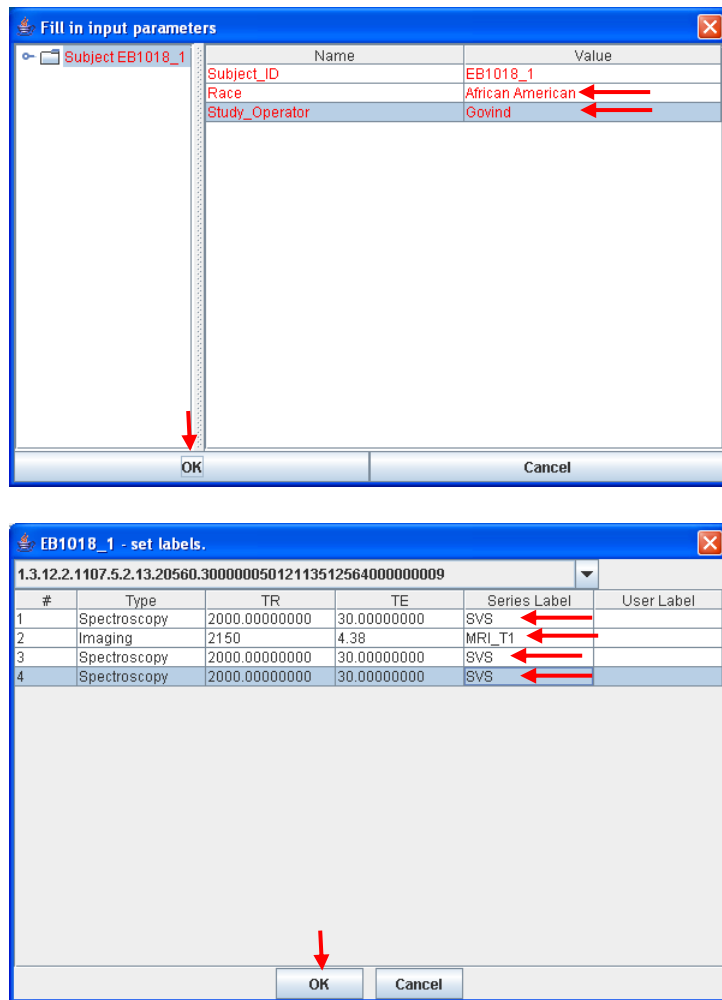 Fill in input parameters
Subject EB1018_1
Name Value
Subject_ID EB1018_1
Race African American
Study_Operator Govind
OK Cancel
EB1018_1 - set labels.
1.3.12.2.1107.5.2.13.20560.30000005012113512564000000009
# Type TR TE Series Label User Label
1 Spectroscopy 2000.00000000 30.00000000 SVS
2 Imaging 2150 4.38 MRI_T1
3 Spectroscopy 2000.00000000 30.00000000 SVS
4 Spectroscopy 2000.00000000 30.00000000 SVS
OK Cancel